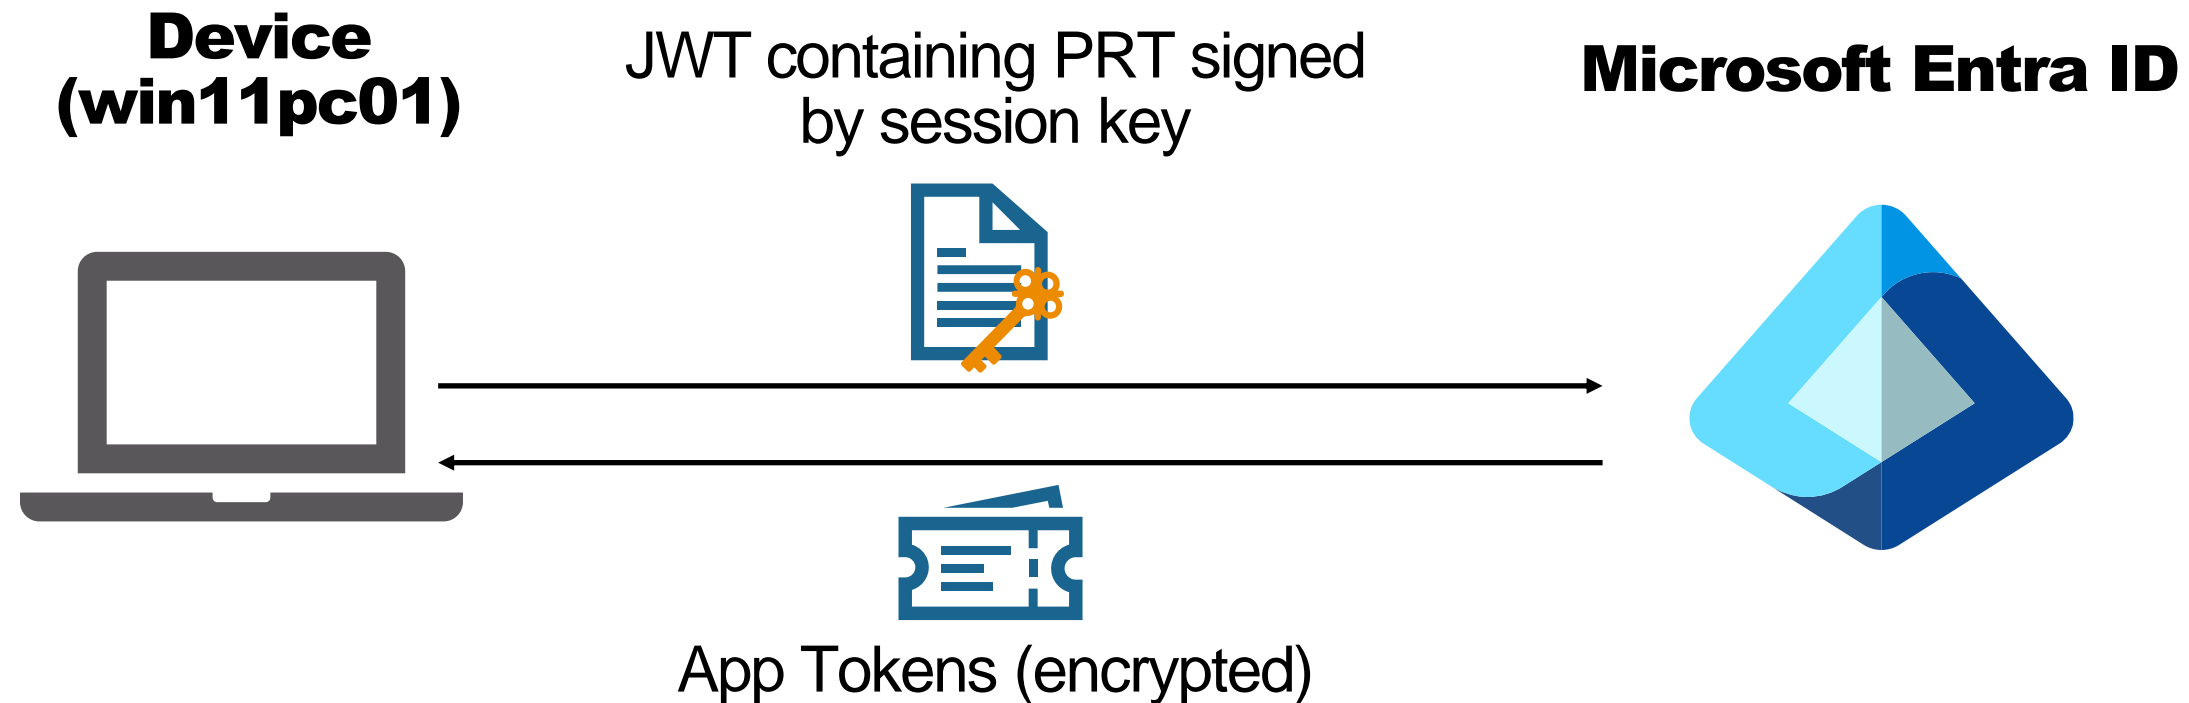 Device
(win11pc01)
JWT containing PRT signed
by session key
Microsoft Entra ID
App Tokens (encrypted)